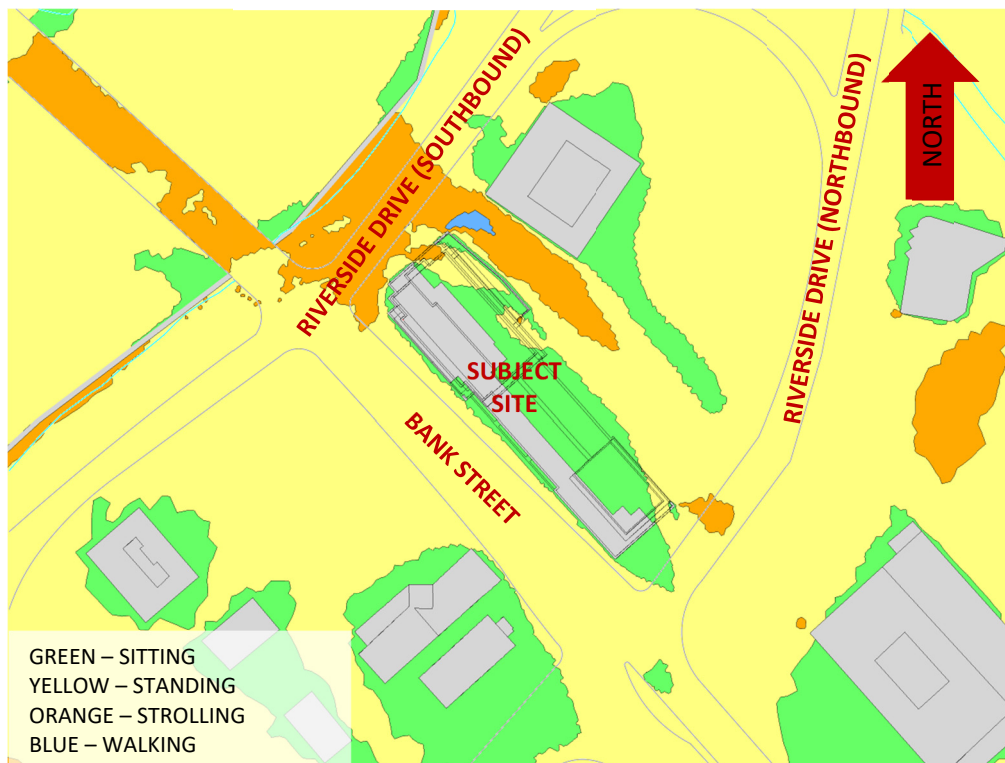 RIVERSIDE DRIVE (SOUTHBOUND)
RIVERSIDE DRIVE (NORTHBOUND)
NORTH
SUBJECT
SITE
BANK STREET
GREEN – SITTING
YELLOW – STANDING
ORANGE – STROLLING
BLUE – WALKING